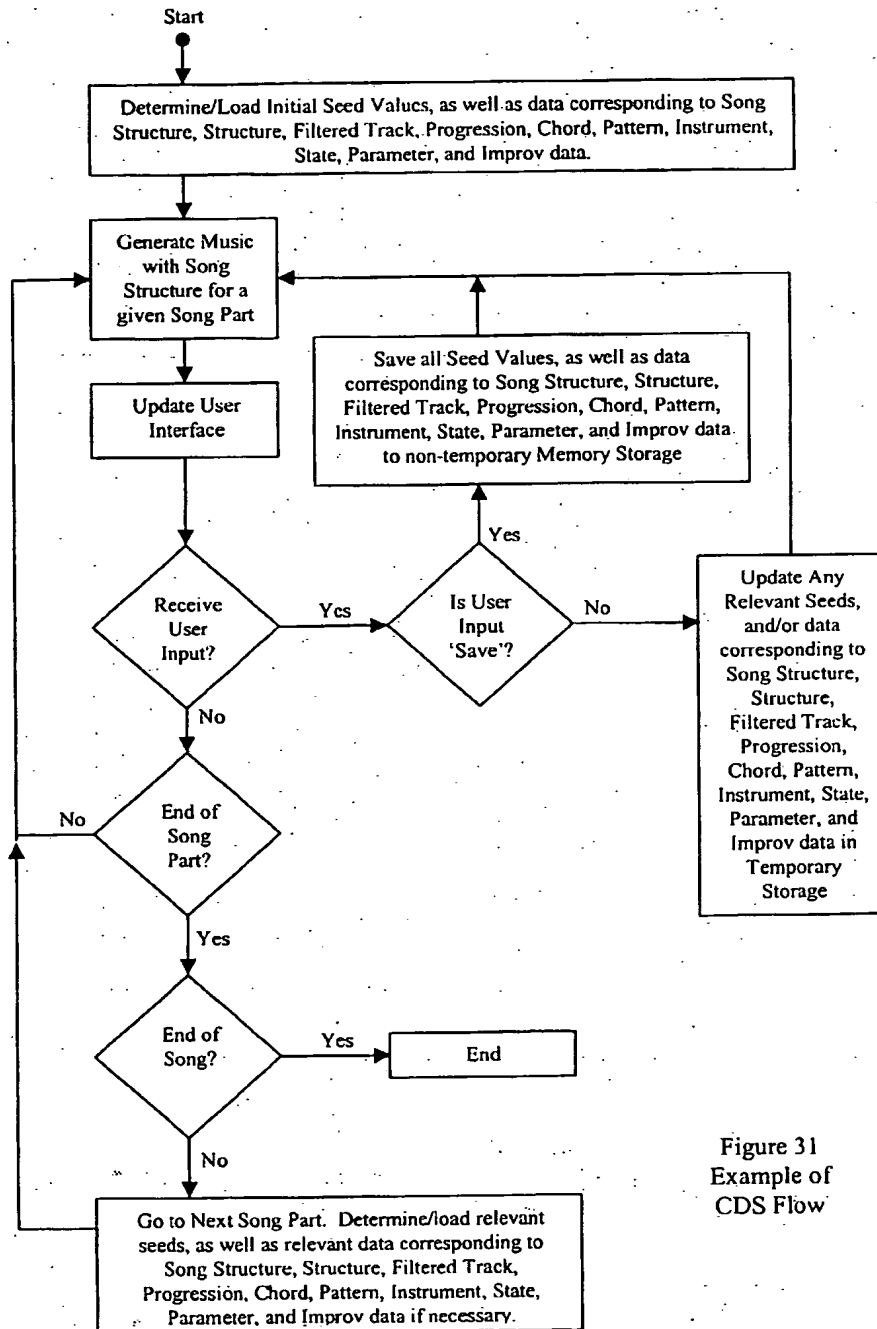 Start
Determine/Load Initial Seed Values, as well as data corresponding to Song
Structure, Structure, Filtered Track, Progression, Chord, Pattern, Instrument,
State, Parameter, and Improv data.
Generate Music
with Song
Structure for a
given Song Part
Save all Seed Values, as well as data
corresponding to Song Structure, Structure,
Filtered Track, Progression, Chord, Pattern,
Instrument, State, Parameter, and Improv data
to non-temporary Memory Storage
Update User
Interface
Yes
Receive
User
Input?
Yes
Is User
Input
‘Save’?
No
Update Any
Relevant Seeds,
and/or data
corresponding to
Song Structure,
Structure,
Filtered Track,
Progression,
Chord, Pattern,
Instrument, State,
Parameter, and
Improv data in
Temporary
Storage
No
No
End of
Song
Part?
Yes
End of
Song?
Yes
End
No
Figure 31
Example of
CDS Flow
Go to Next Song Part. Determine/load relevant
seeds, as well as relevant data corresponding to
Song Structure, Structure, Filtered Track,
Progression, Chord, Pattern, Instrument, State,
Parameter, and Improv data if necessary.